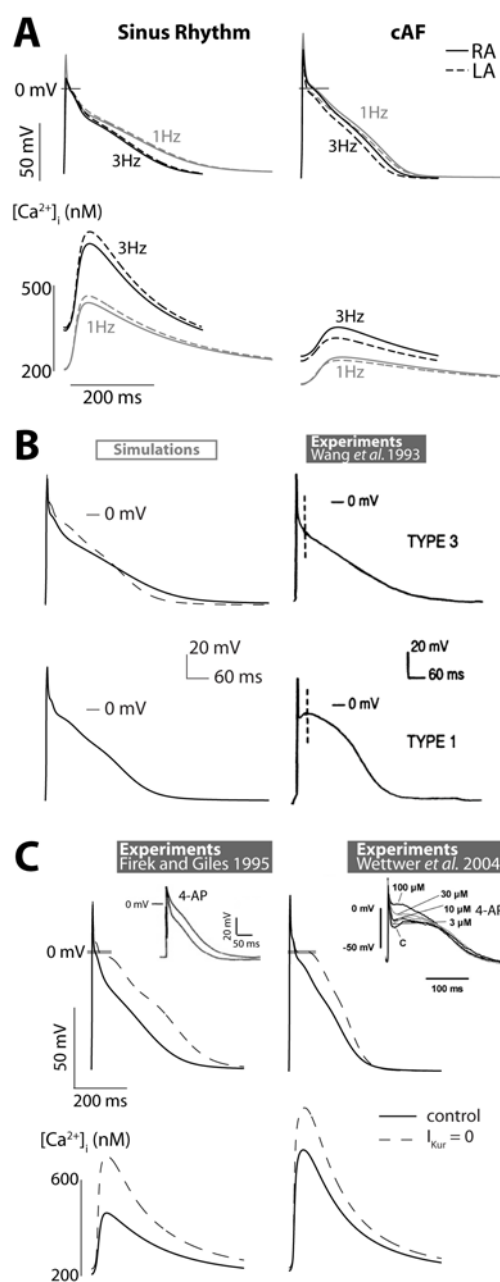 A
Sinus Rhythm
cAF
RA
LA
0 mV
50 mV
1Hz
3Hz
1Hz
3Hz
[Ca²⁺]ᵢ (nM)
500
200
3Hz
1Hz
3Hz
1Hz
200 ms
B
Simulations
Experiments
Wang et al. 1993
0 mV
0 mV
TYPE 3
20 mV
60 ms
20 mV
60 ms
0 mV
0 mV
TYPE 1
C
Experiments
Firek and Giles 1995
Experiments
Wettwer et al. 2004
4-AP
0 mV
20 mV
50 ms
100 µM
30 µM
10 µM
4-AP
3 µM
0 mV
-50 mV
C
100 ms
0 mV
50 mV
200 ms
control
I_Kur = 0
[Ca²⁺]ᵢ (nM)
600
200